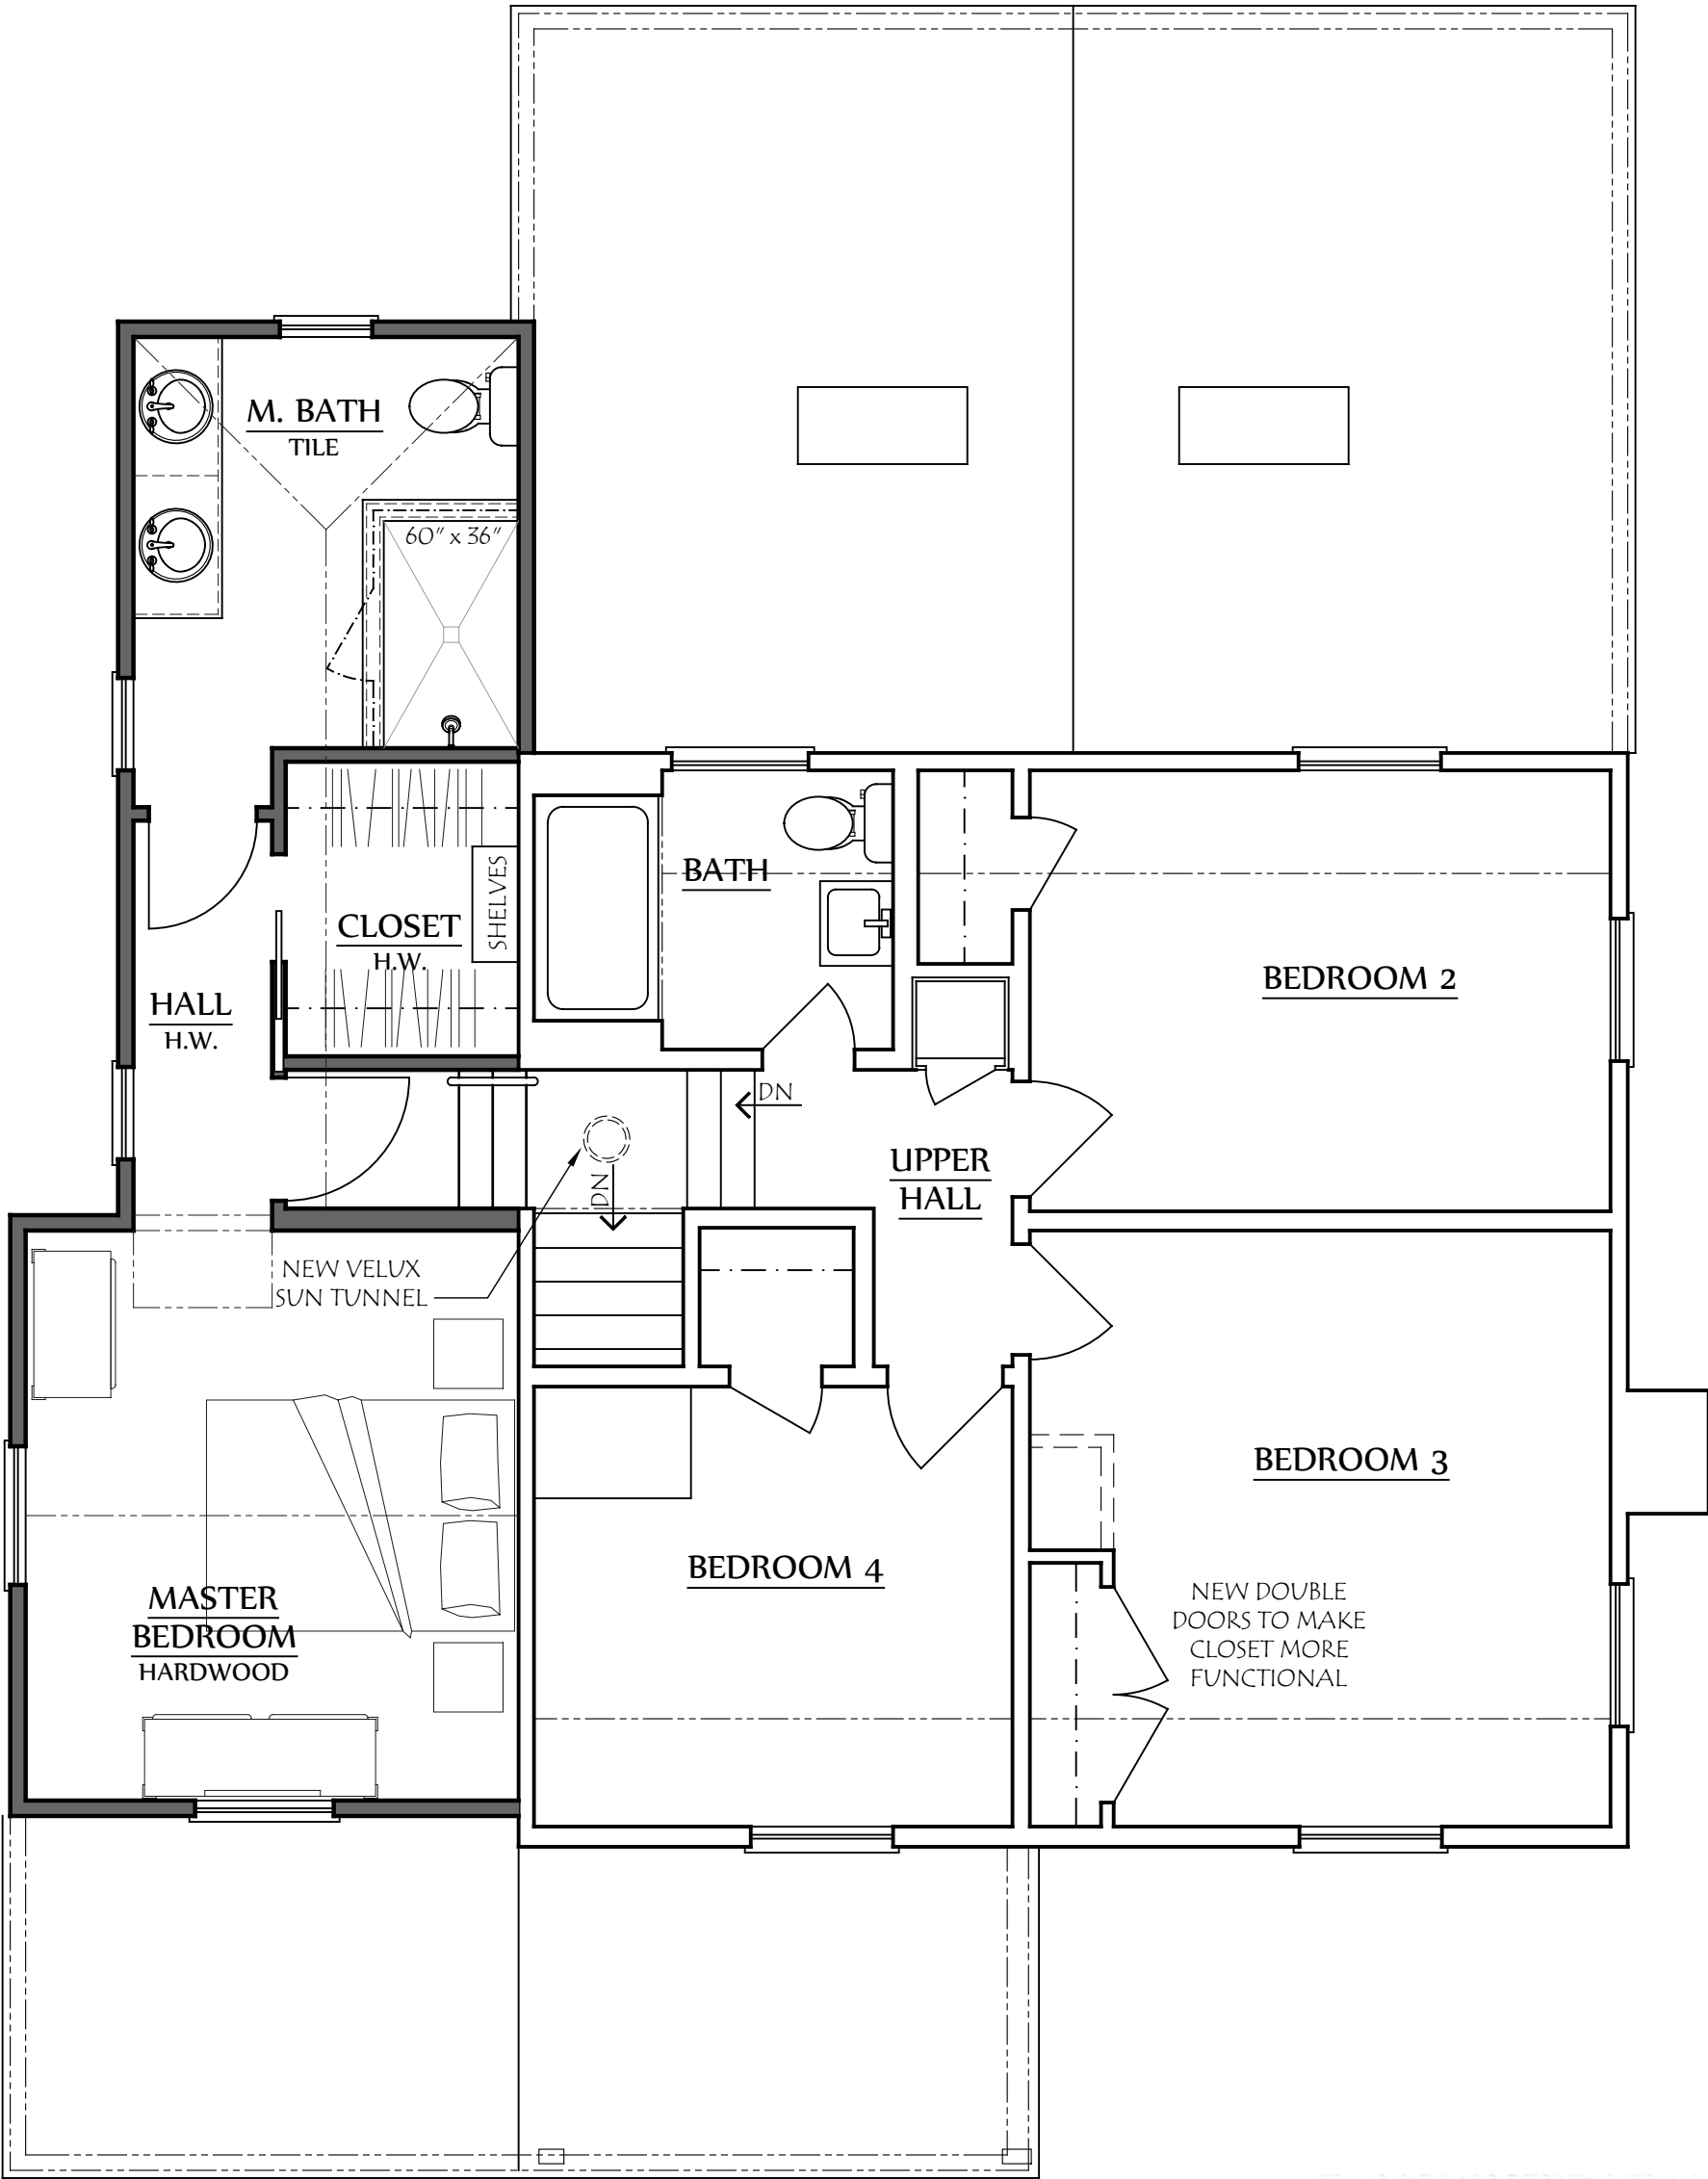 M. BATH
TILE
60" x 36"
BATH
SHELVES
CLOSET
H.W.
HALL
H.W.
BEDROOM 2
DN
UPPER
HALL
DN
NEW VELUX
SUN TUNNEL
BEDROOM 3
BEDROOM 4
MASTER
BEDROOM
HARDWOOD
NEW DOUBLE
DOORS TO MAKE
CLOSET MORE
FUNCTIONAL